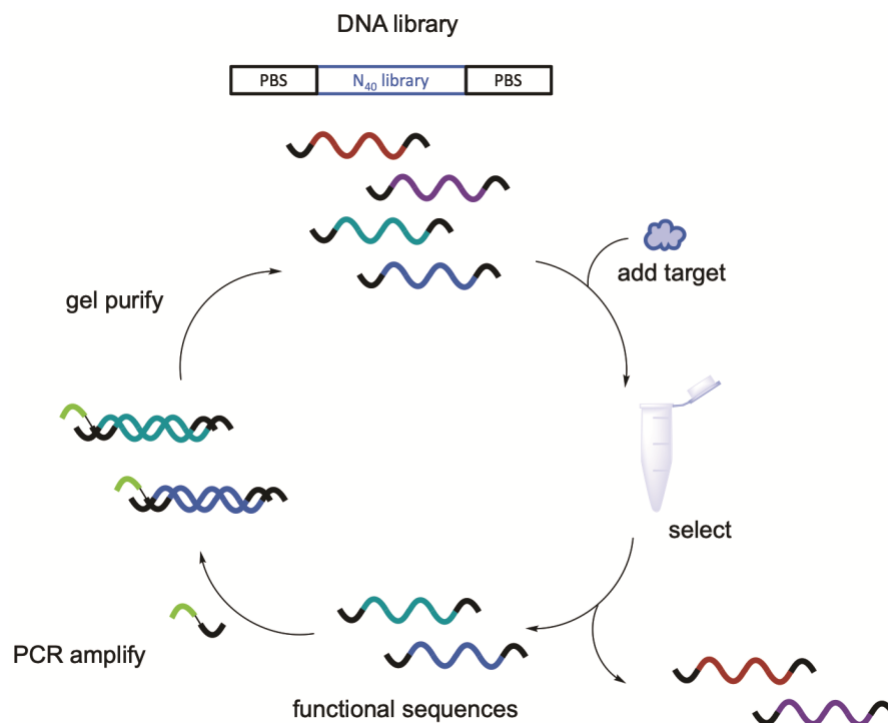 DNA library
PBS
N₄₀ library
PBS
add target
gel purify
select
PCR amplify
functional sequences